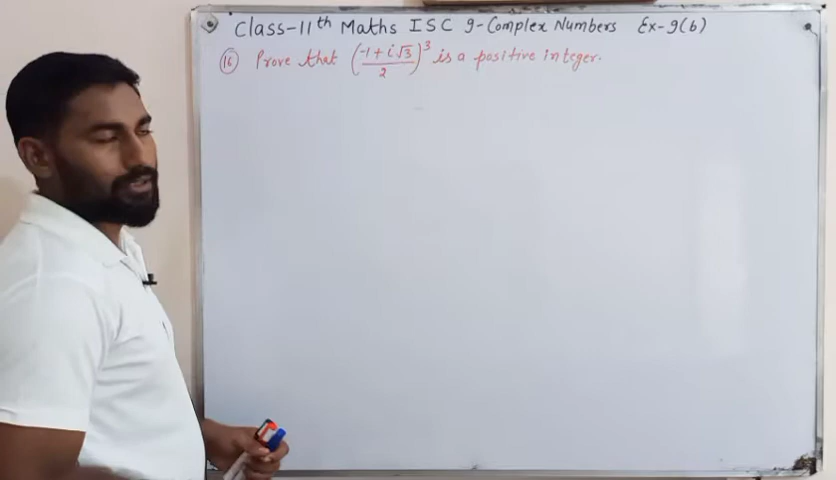 Class-11th Maths ISC 9-Complex Numbers Ex-9(b)
(16) Prove that ((-1+i√3)/2)^3 is a positive integer.